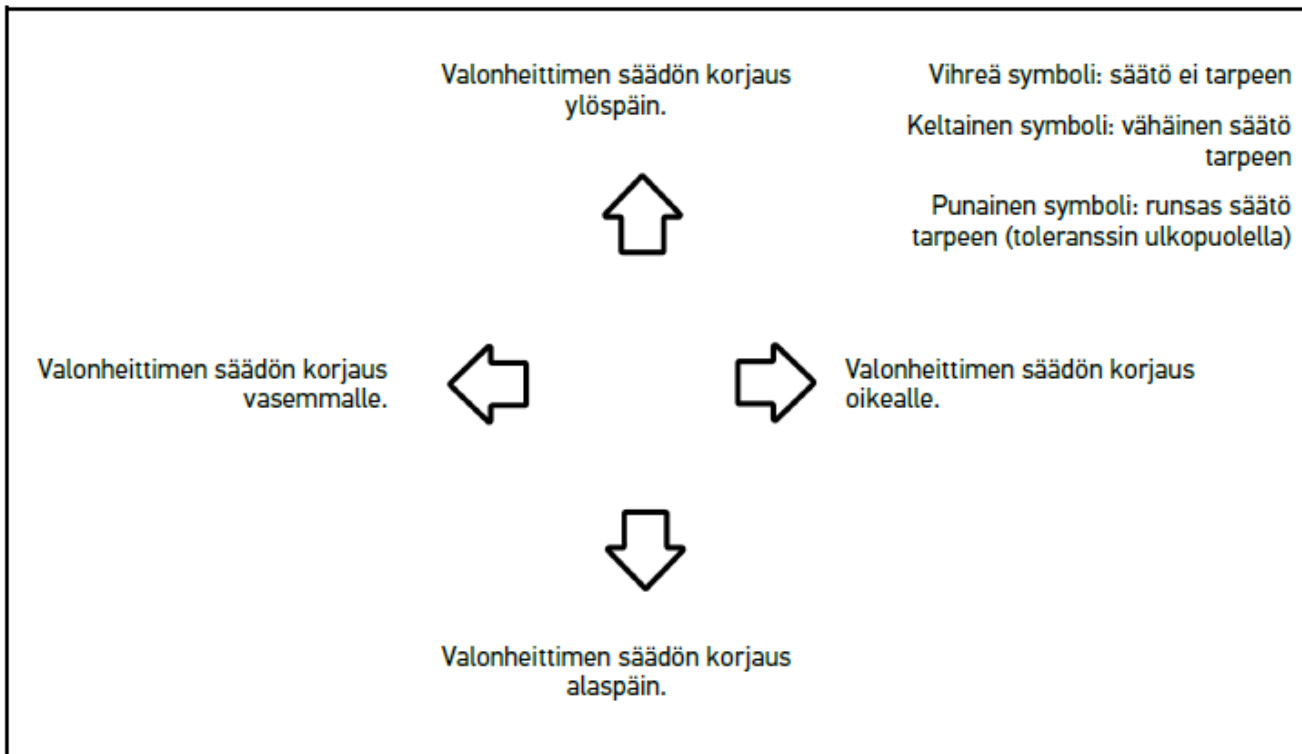 Valonheittimen säädön korjaus
ylöspäin.
Vihreä symboli: säätö ei tarpeen
Keltainen symboli: vähäinen säätö
tarpeen
Punainen symboli: runsas säätö
tarpeen (toleranssin ulkopuolella)
Valonheittimen säädön korjaus
vasemmalle.
Valonheittimen säädön korjaus
oikealle.
Valonheittimen säädön korjaus
alaspäin.